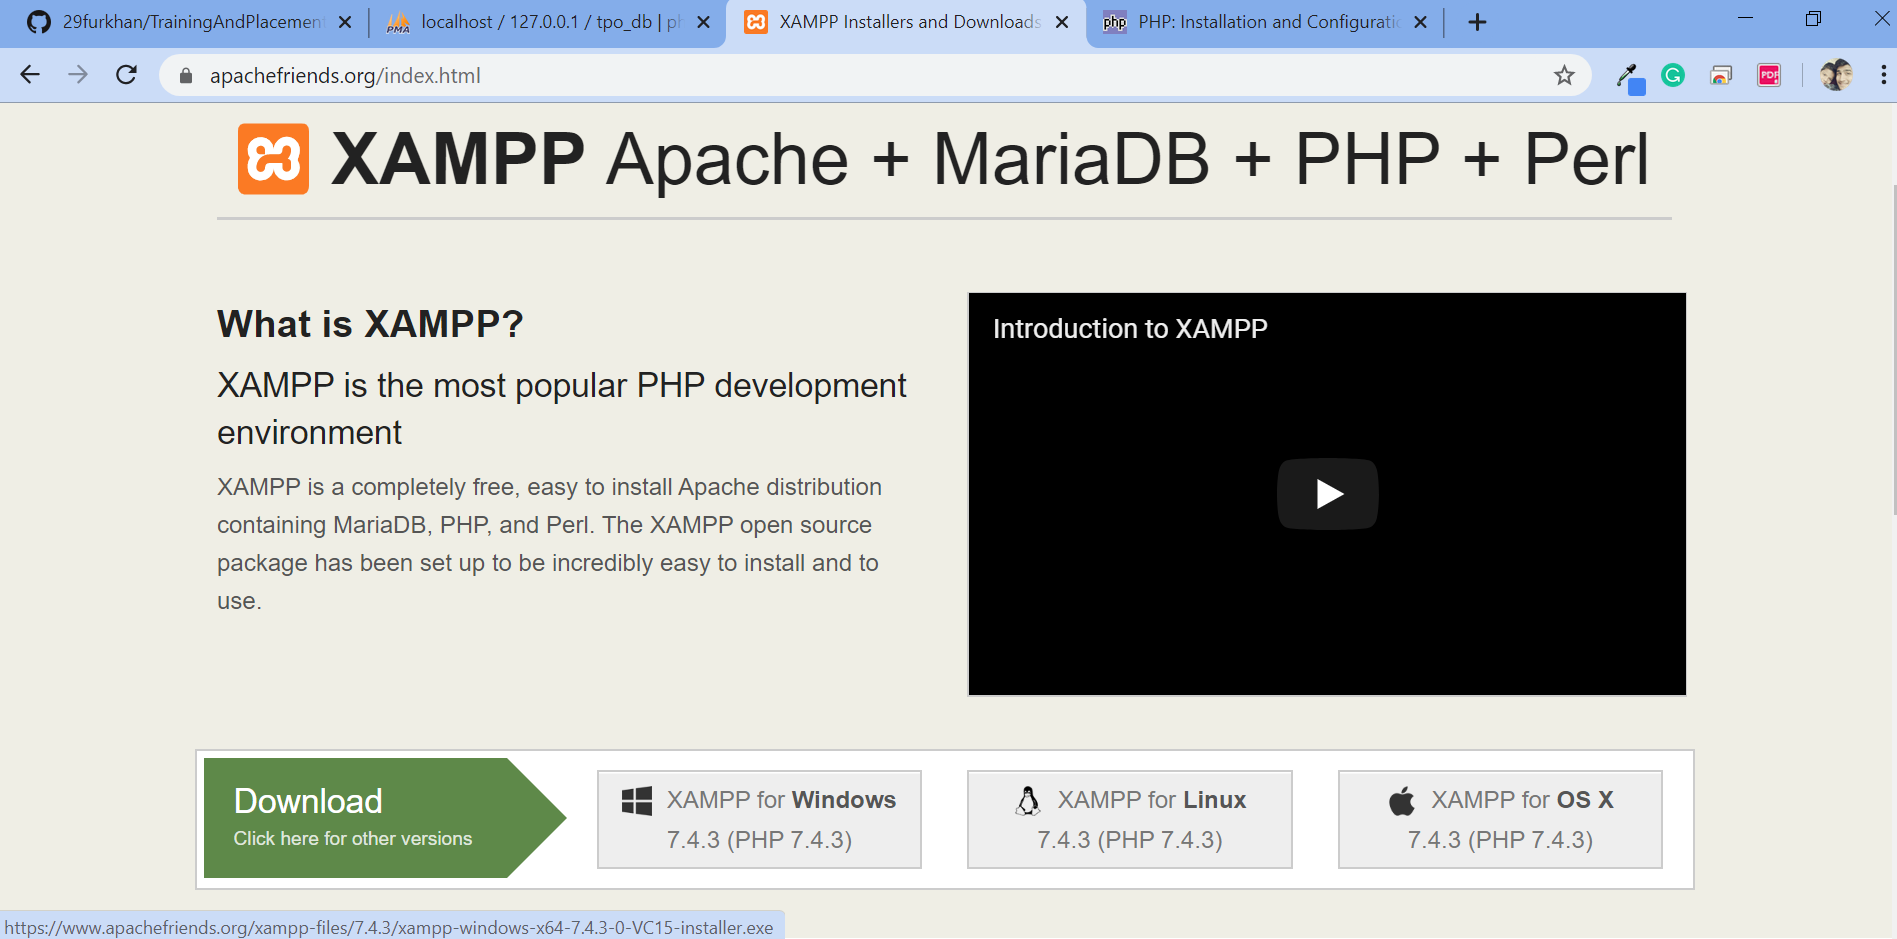 29furkhan/TrainingAndPlacement
localhost / 127.0.0.1 / tpo_db | ph
XAMPP Installers and Downloads
PHP: Installation and Configuratio
apachefriends.org/index.html
XAMPP Apache + MariaDB + PHP + Perl
What is XAMPP?
XAMPP is the most popular PHP development
environment
XAMPP is a completely free, easy to install Apache distribution
containing MariaDB, PHP, and Perl. The XAMPP open source
package has been set up to be incredibly easy to install and to
use.
Introduction to XAMPP
Download
Click here for other versions
XAMPP for Windows
7.4.3 (PHP 7.4.3)
XAMPP for Linux
7.4.3 (PHP 7.4.3)
XAMPP for OS X
7.4.3 (PHP 7.4.3)
https://www.apachefriends.org/xampp-files/7.4.3/xampp-windows-x64-7.4.3-0-VC15-installer.exe